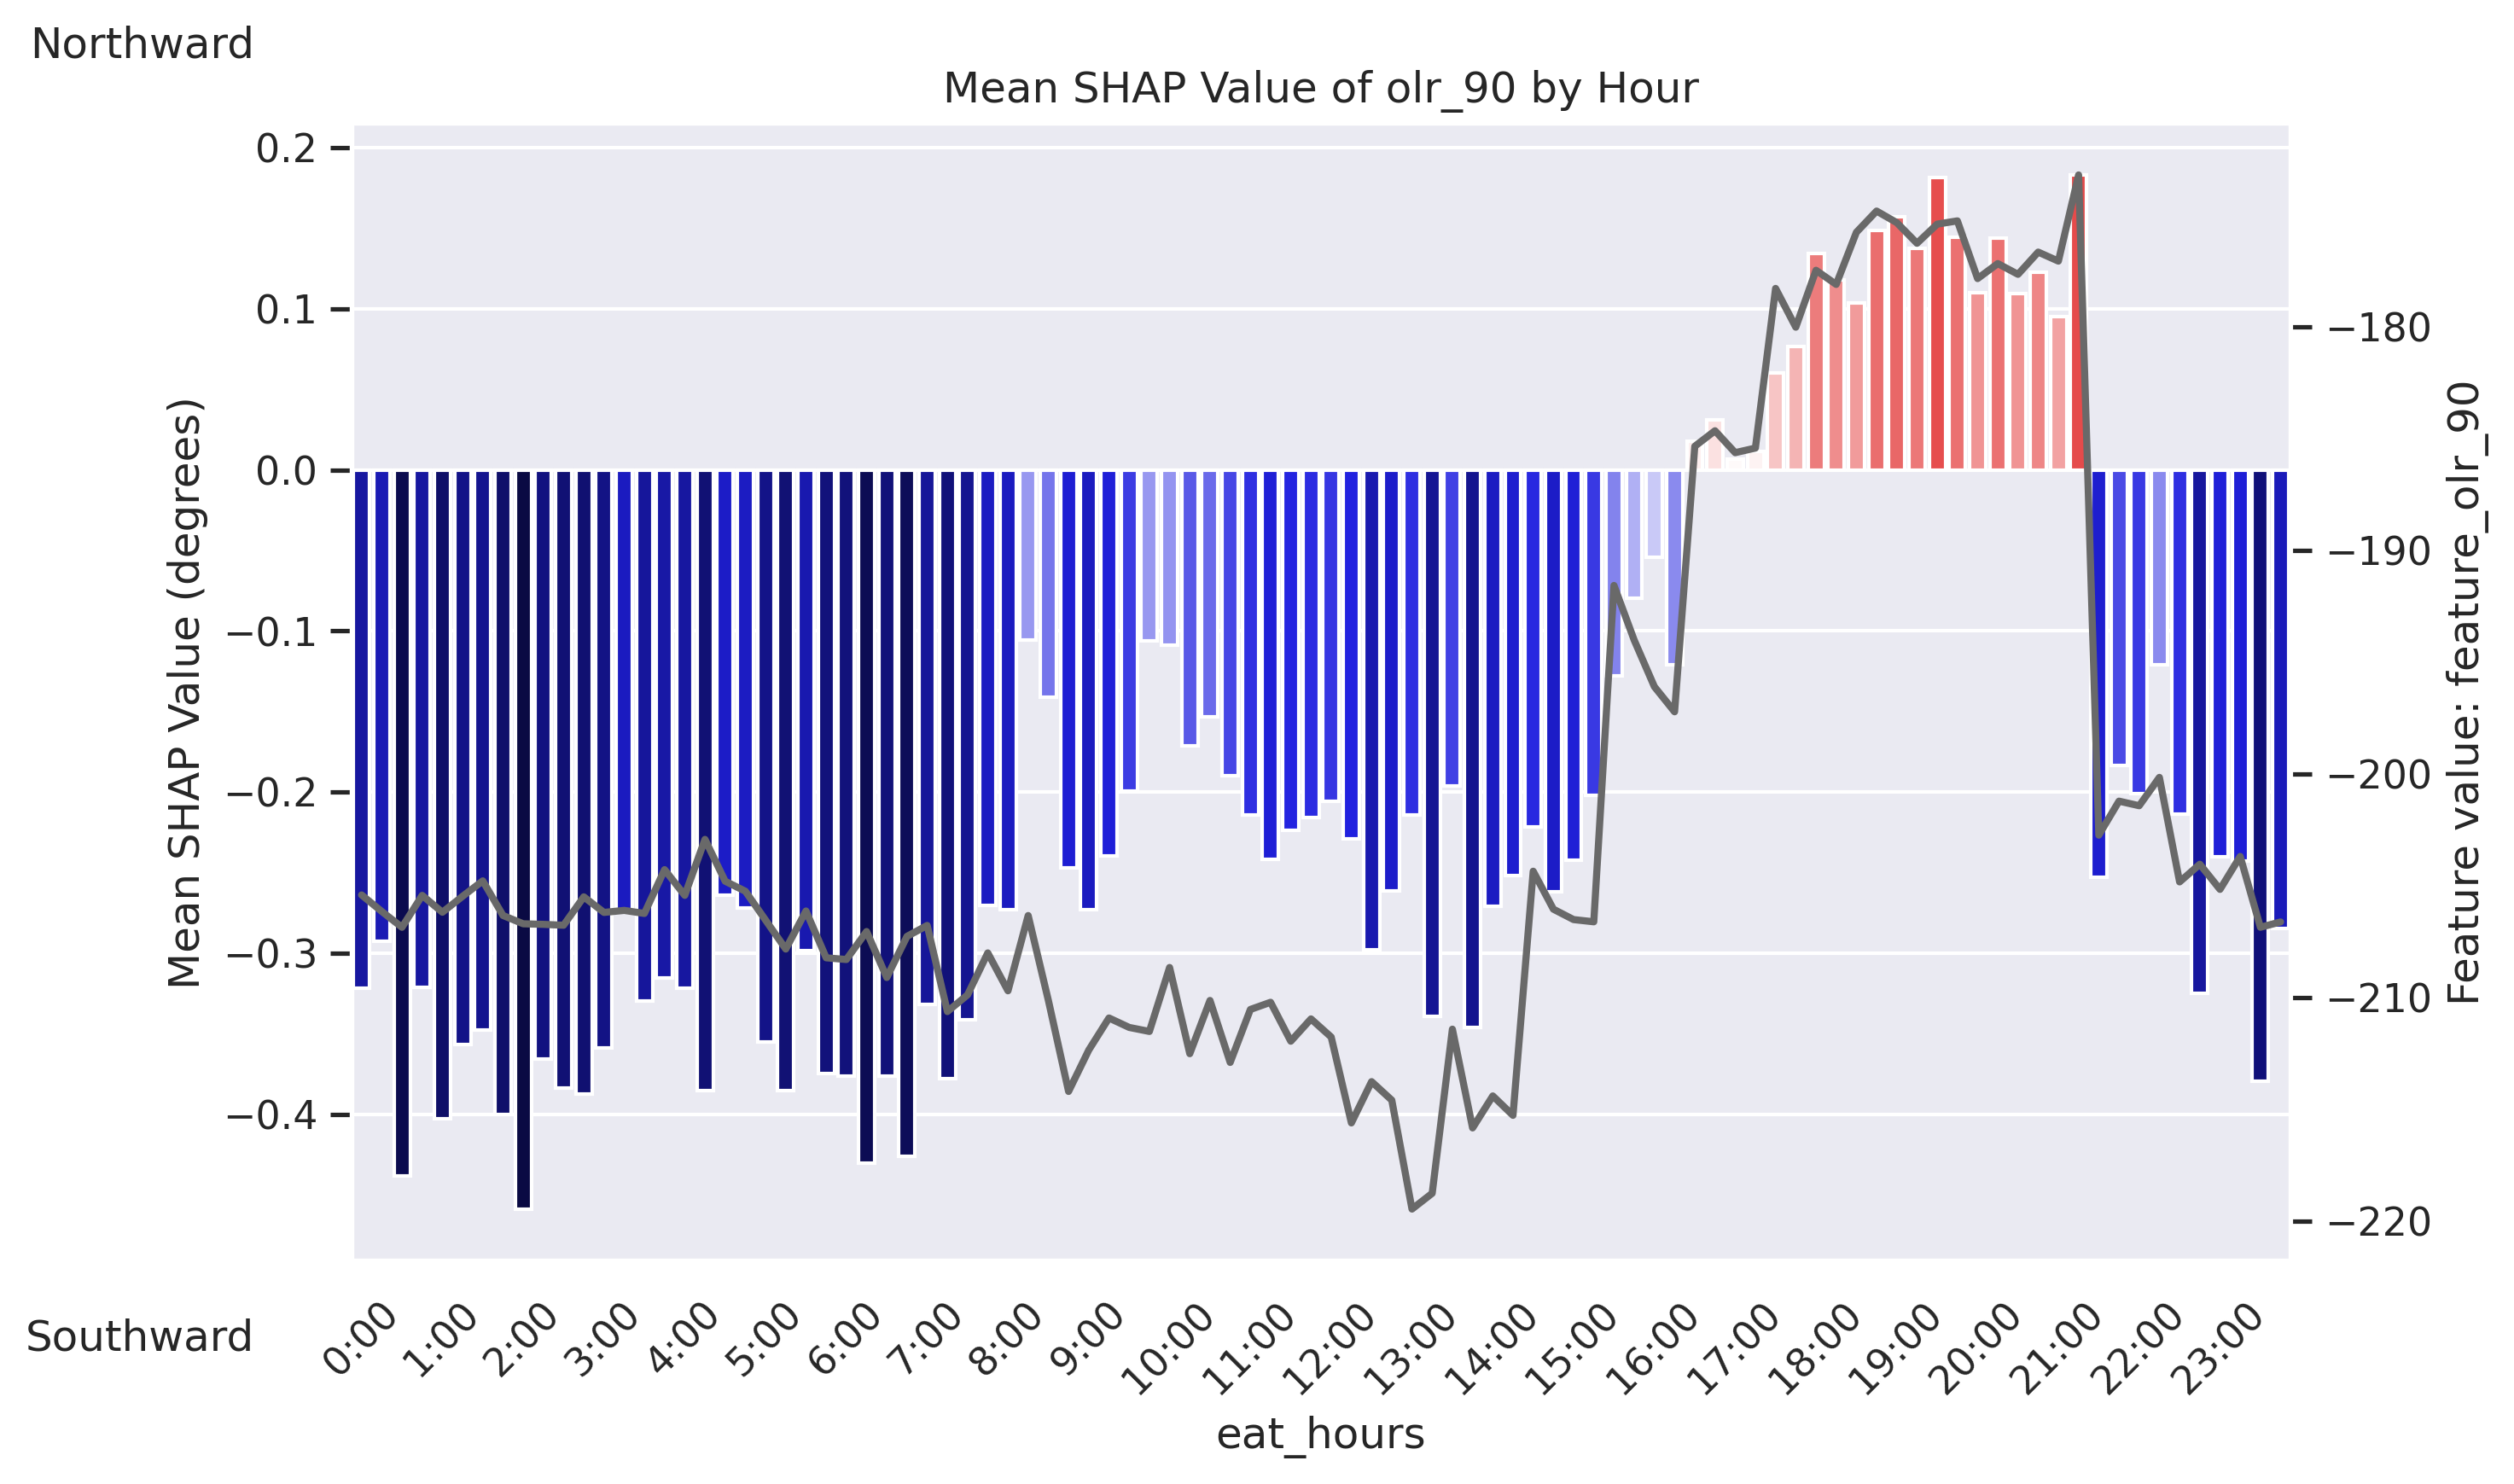 Northward
Mean SHAP Value of olr_90 by Hour
Mean SHAP Value (degrees)
0.2
0.1
0.0
−0.1
−0.2
−0.3
−0.4
−180
−190
−200
−210
−220
Feature value: feature_olr_90
Southward
0:00 1:00 2:00 3:00 4:00 5:00 6:00 7:00 8:00 9:00 10:00 11:00 12:00 13:00 14:00 15:00 16:00 17:00 18:00 19:00 20:00 21:00 22:00 23:00
eat_hours